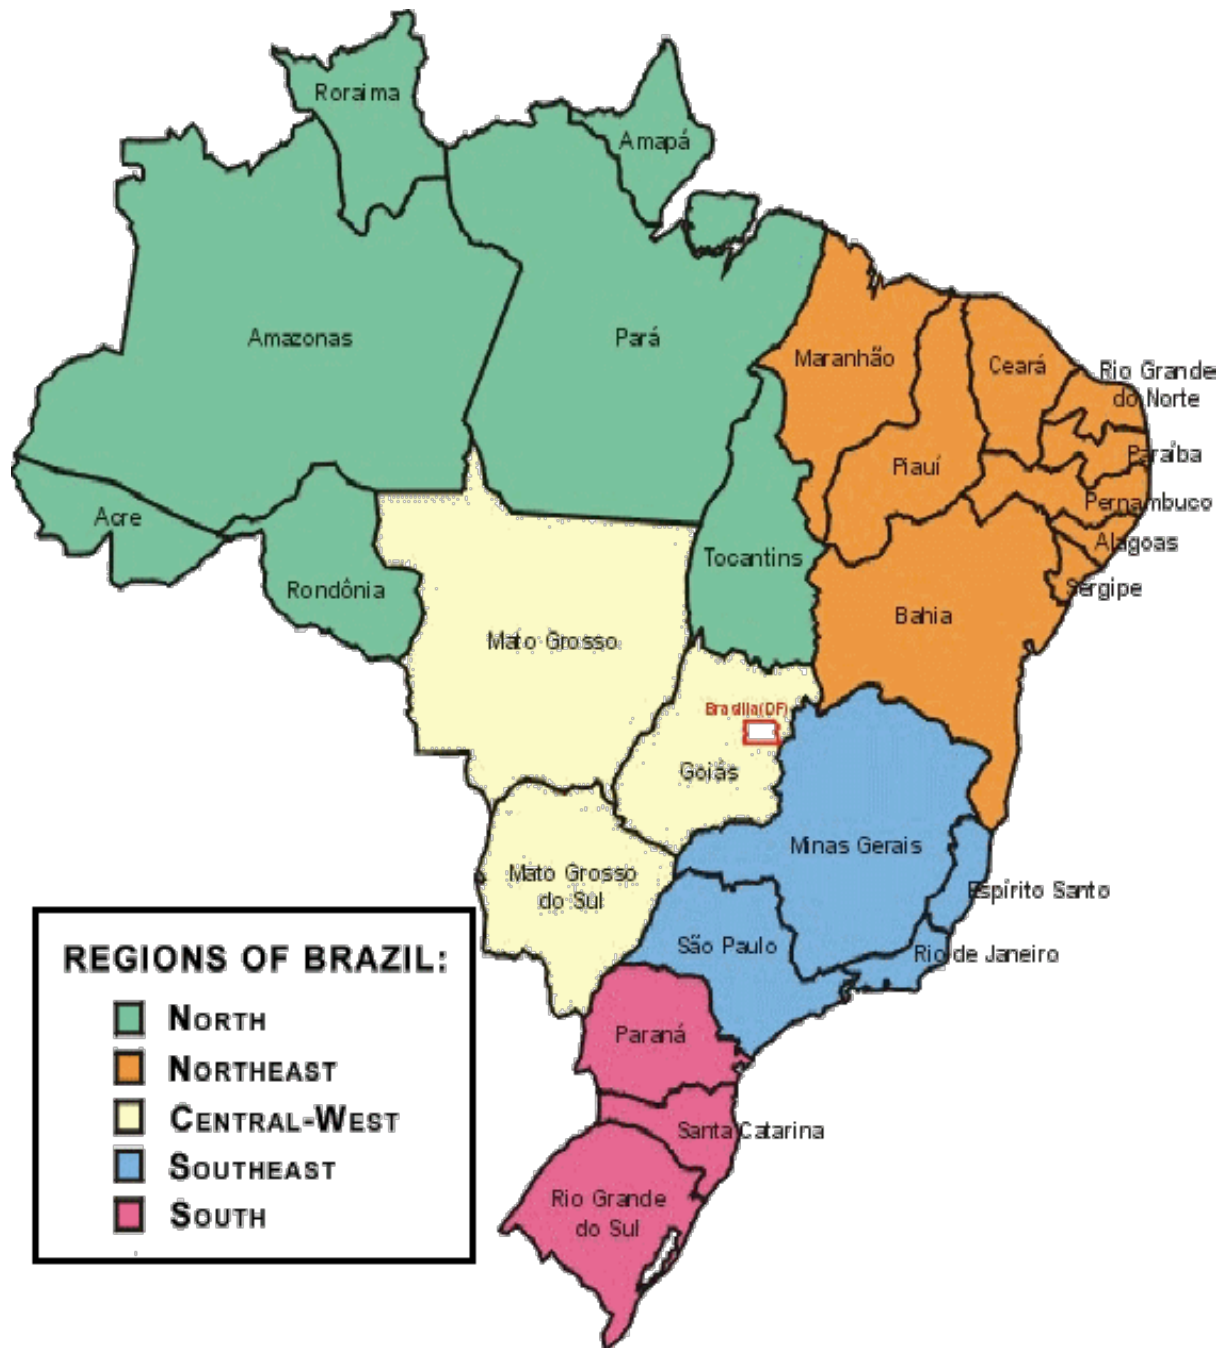 Roraima
Amapá
Amazonas
Pará
Maranhão
Ceará
Rio Grande
do Norte
Piauí
Paraíba
Pernambuco
Acre
Alagoas
Tocantins
Rondônia
Sergipe
Bahia
Mato Grosso
Brasilia(DF)
Goiás
Minas Gerais
Mato Grosso
do Sul
Espírito Santo
São Paulo
Rio de Janeiro
Paraná
Santa Catarina
Rio Grande
do Sul
REGIONS OF BRAZIL:
NORTH
NORTHEAST
CENTRAL-WEST
SOUTHEAST
SOUTH